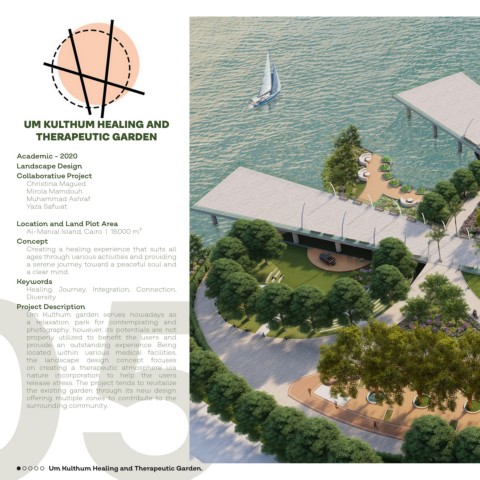 UM KULTHUM HEALING AND
THERAPEUTIC GARDEN
Academic - 2020
Landscape Design
Collaborative Project
Christina Magued
Mirola Mamdouh
Muhammad Ashraf
Yaza Safwat
Location and Land Plot Area
Al-Manial Island, Cairo | 18,000 m²
Concept
Creating a healing experience that suits all
ages through various activities and providing
a serene journey toward a peaceful soul and
a clear mind.
Keywords
Healing, Journey, Integration, Connection,
Diversity
Project Description
Um Kulthum garden serves nowadays as
a relaxation park for contemplating and
photography, however, its potentials are not
properly utilized to benefit the users and
provide an outstanding experience. Being
located within various medical facilities,
the landscape design concept focuses
on creating a therapeutic atmosphere via
nature incorporation to help the users
release stress. The project tends to revitalize
the existing garden through its new design
offering multiple zones to contribute to the
surrounding community.
05
Um Kulthum Healing and Therapeutic Garden.